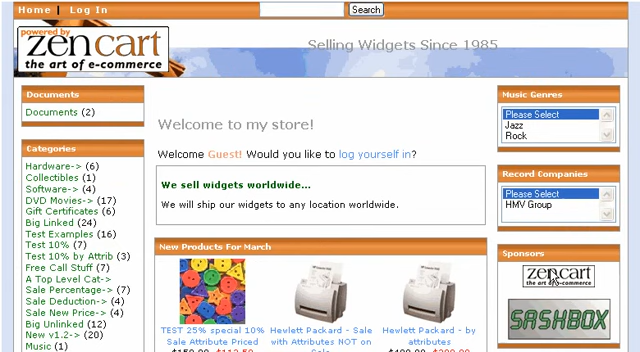 Home | Log In
Search
powered by
zen cart
the art of e-commerce
Selling Widgets Since 1985
Documents
Documents (2)
Categories
Hardware-> (6)
Collectibles (1)
Software-> (4)
DVD Movies-> (17)
Gift Certificates (6)
Big Linked (24)
Test Examples (16)
Test 10% (7)
Test 10% by Attrib (3)
Free Call Stuff (7)
A Top Level Cat->
Sale Percentage-> (7)
Sale Deduction-> (4)
Sale New Price-> (4)
Big Unlinked (12)
New v1.2-> (20)
Music (1)
Welcome to my store!
Welcome Guest! Would you like to log yourself in?
We sell widgets worldwide...
We will ship our widgets to any location worldwide.
New Products For March
TEST 25% special 10%
Sale Attribute Priced
Hewlett Packard - Sale
with Attributes NOT on
Hewlett Packard - by
attributes
Music Genres
Please Select
Jazz
Rock
Record Companies
Please Select
HMV Group
Sponsors
zen cart
the art of e-commerce
SASHBOX